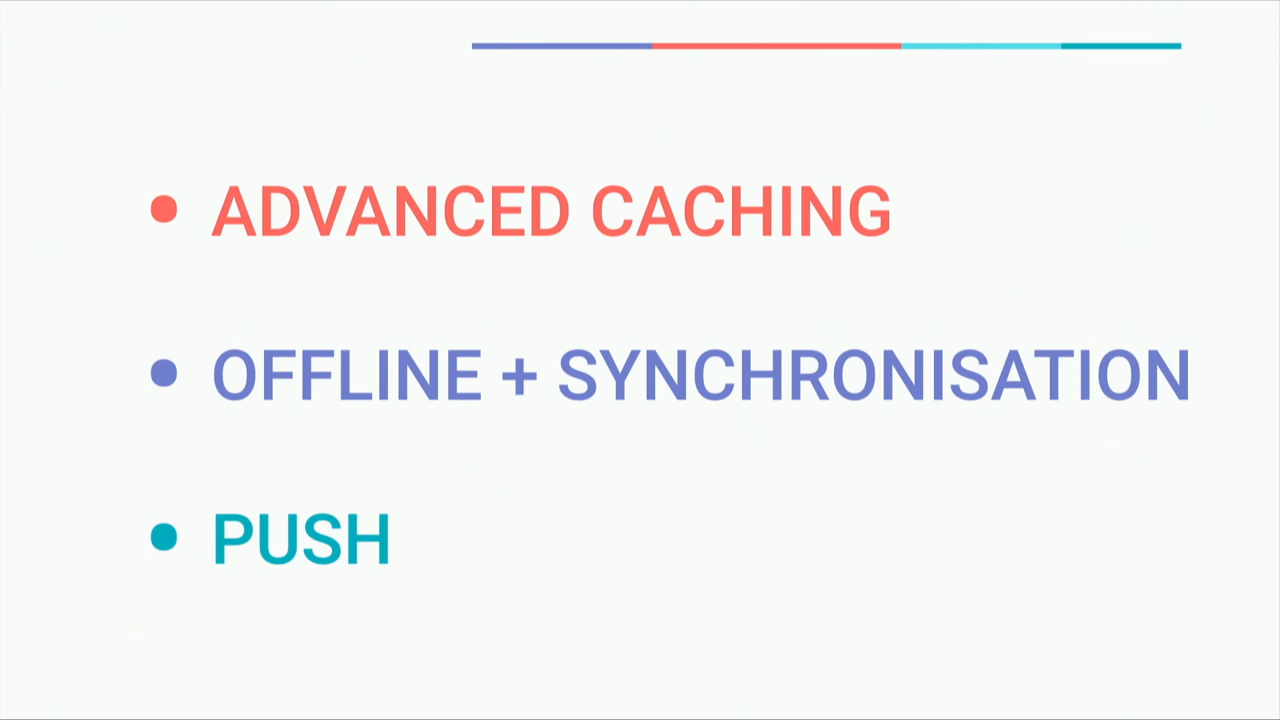 • ADVANCED CACHING
• OFFLINE + SYNCHRONISATION
• PUSH